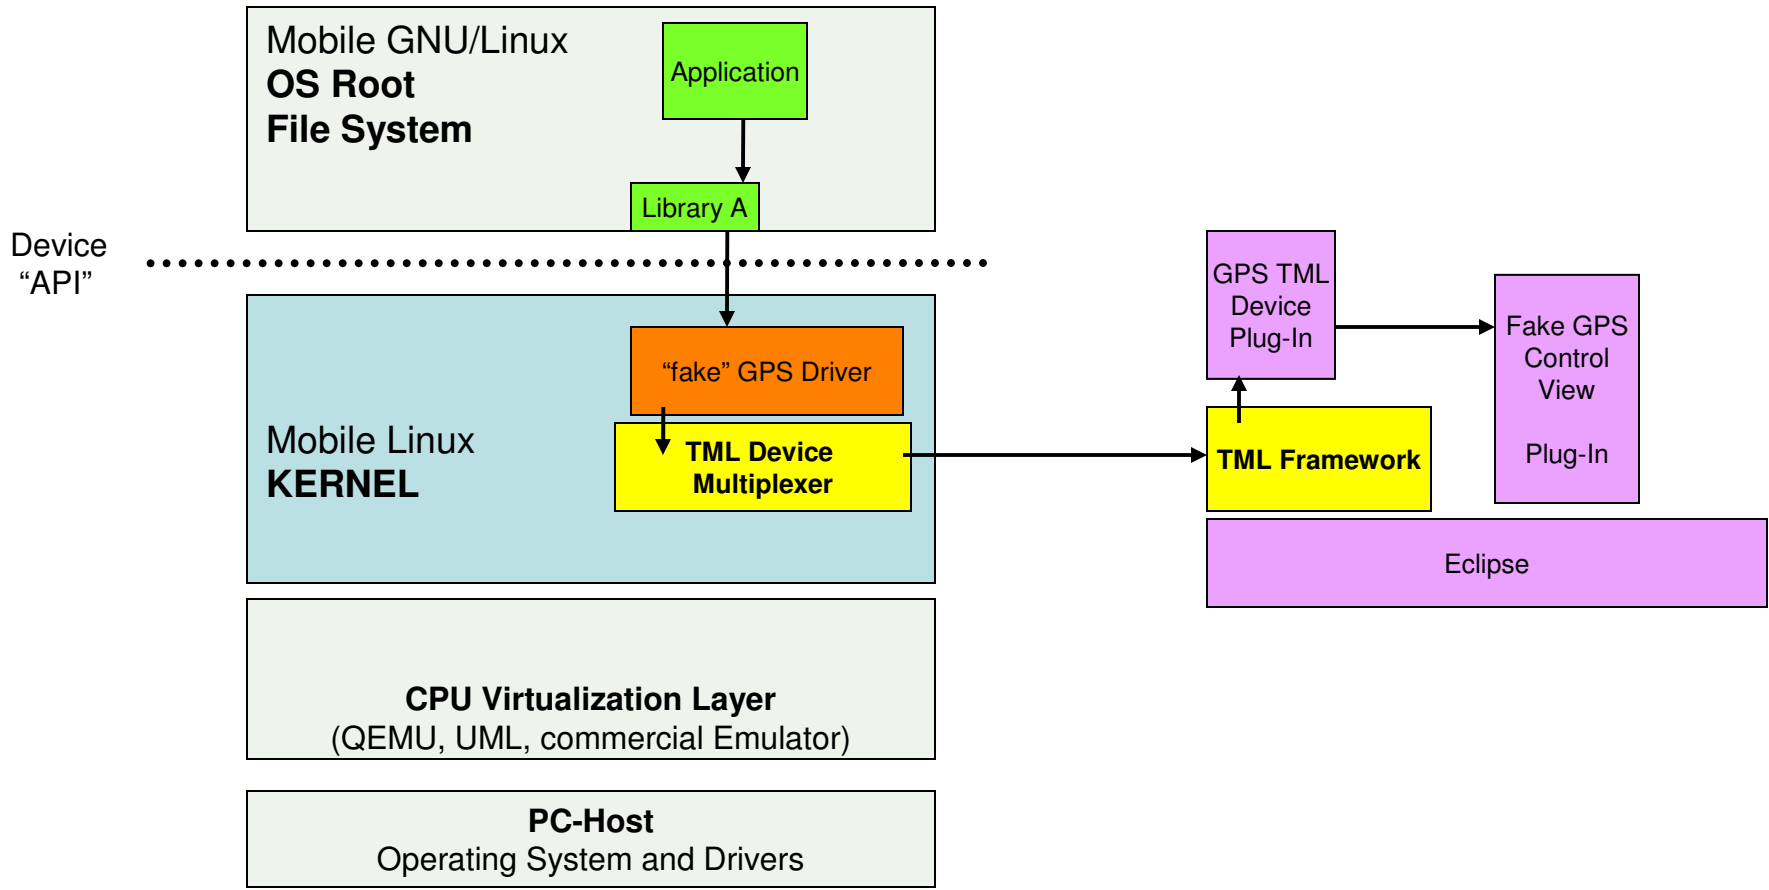 Mobile GNU/Linux
OS Root
File System
Application
Library A
Device
“API”
“fake” GPS Driver
Mobile Linux
KERNEL
TML Device
Multiplexer
GPS TML
Device
Plug-In
Fake GPS
Control
View
Plug-In
TML Framework
Eclipse
CPU Virtualization Layer
(QEMU, UML, commercial Emulator)
PC-Host
Operating System and Drivers